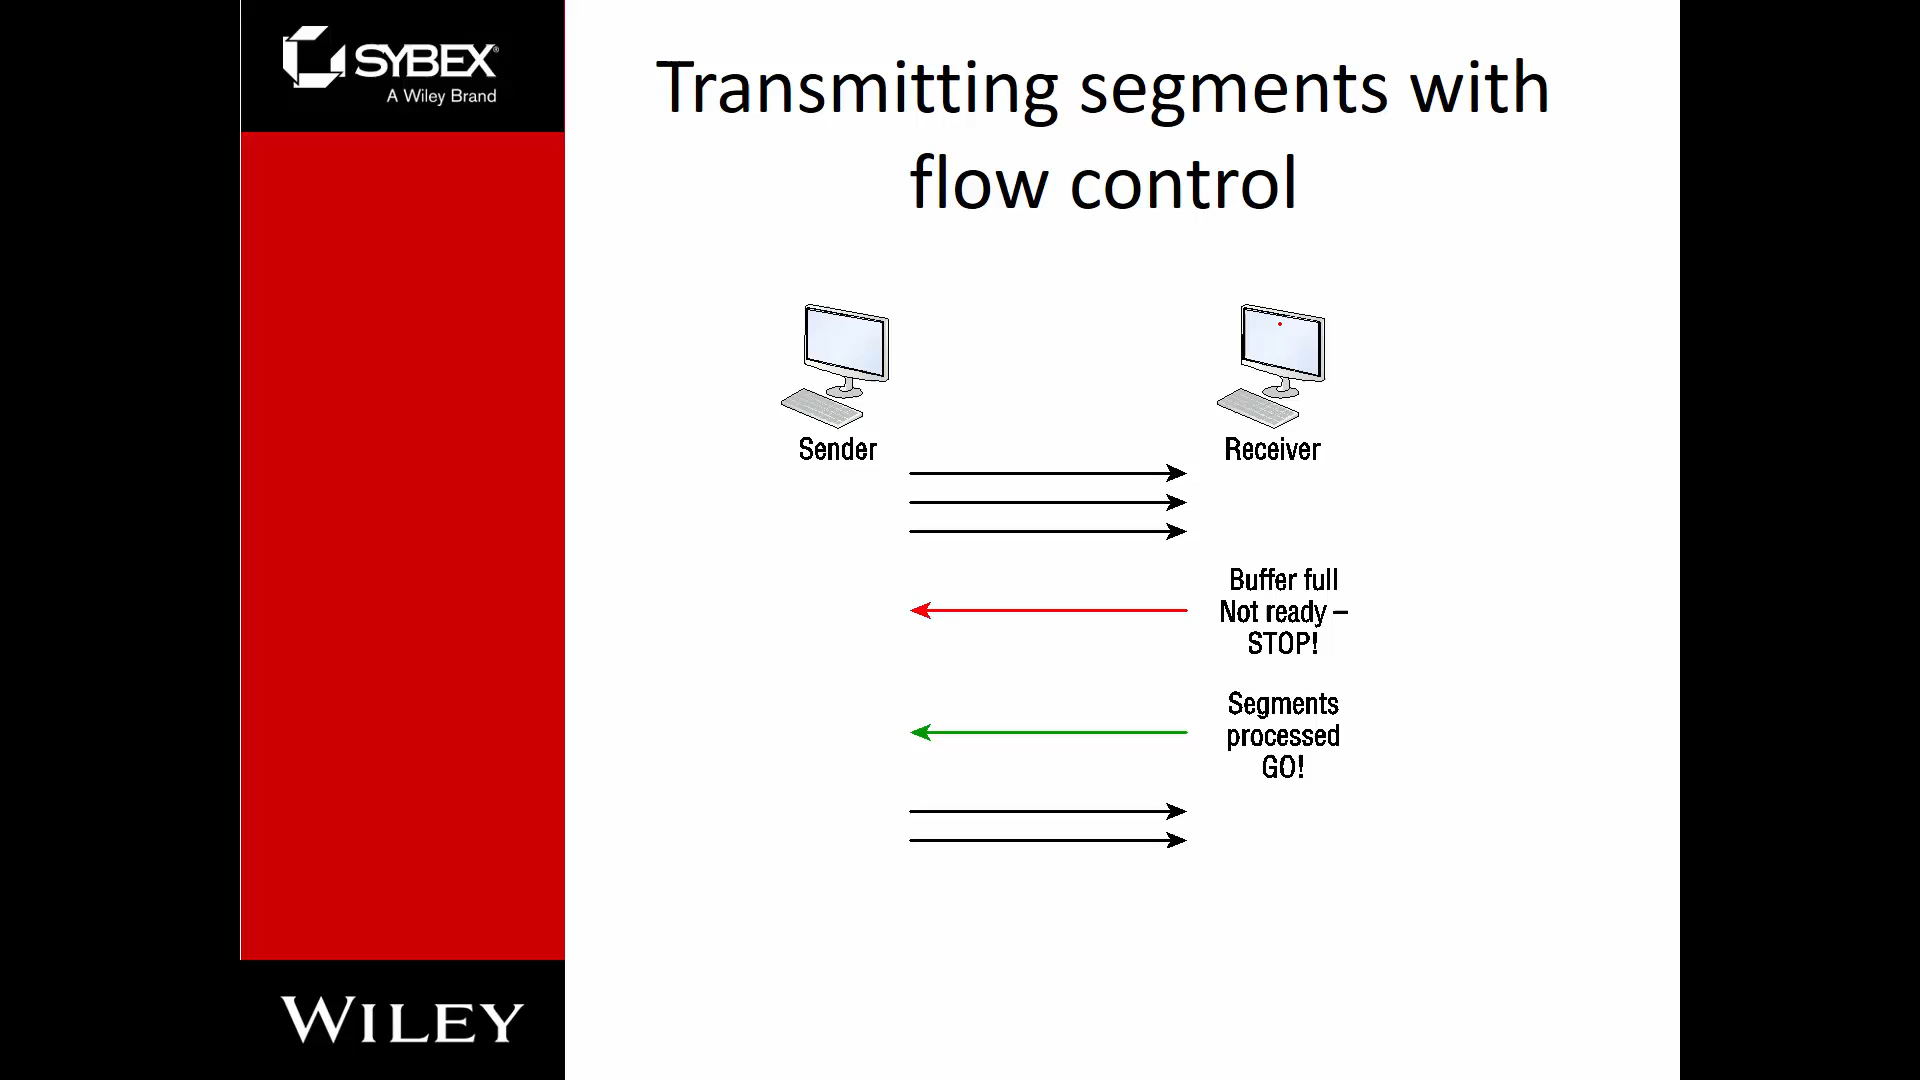 SYBEX®
A Wiley Brand
Transmitting segments with
flow control
Sender
Receiver
Buffer full
Not ready –
STOP!
Segments
processed
GO!
WILEY